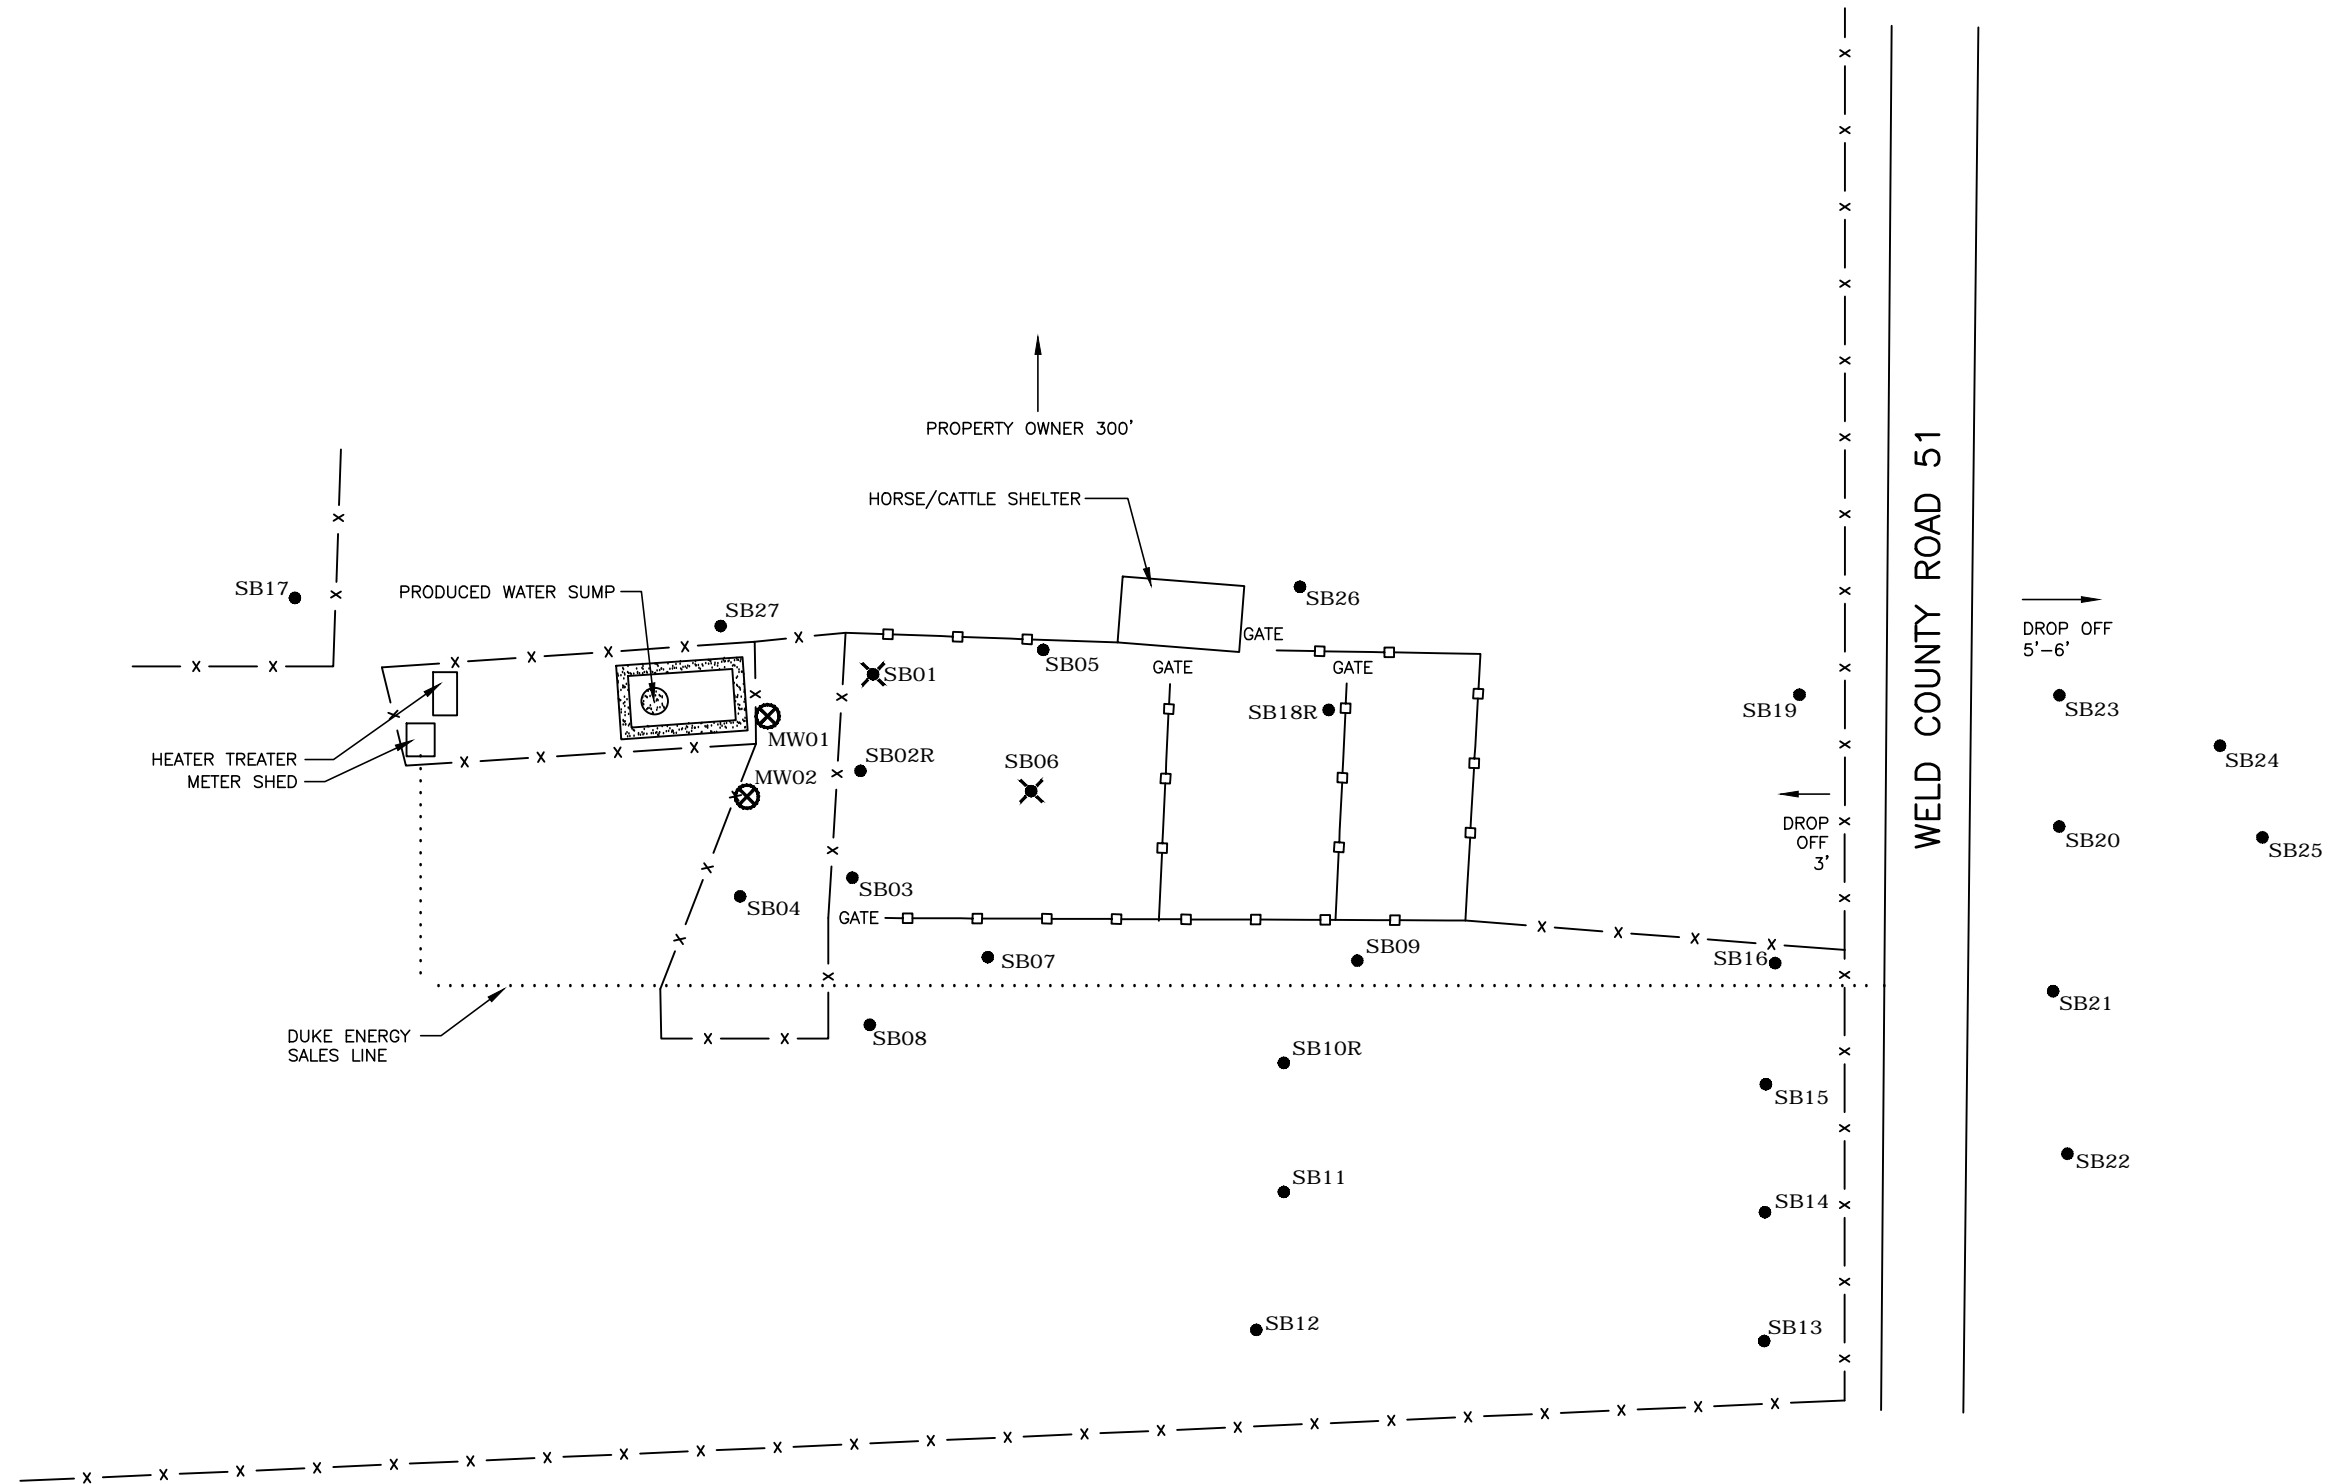 PROPERTY OWNER 300'
HORSE/CATTLE SHELTER
WELD COUNTY ROAD 51
SB17
PRODUCED WATER SUMP
SB27
SB26
DROP OFF
5'-6'
GATE
SB05
GATE
GATE
SB01
SB18R
SB19
SB23
MW01
SB02R
SB06
SB24
HEATER TREATER
METER SHED
MW02
DROP
OFF
3'
SB20
SB25
SB03
SB04
GATE
SB09
SB07
SB16
SB21
DUKE ENERGY
SALES LINE
SB08
SB10R
SB15
SB22
SB11
SB14
SB12
SB13